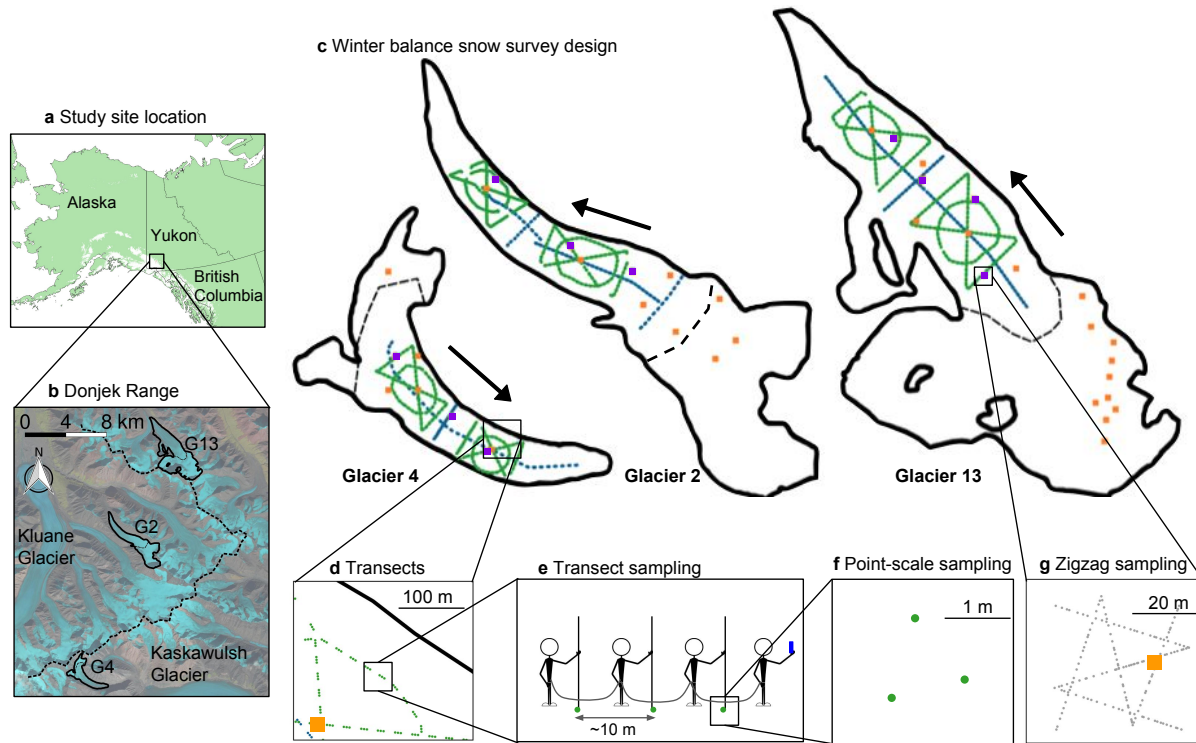 c Winter balance snow survey design
a Study site location
Alaska
Yukon
British
Columbia
b Donjek Range
0 4 8 km
N
G13
G2
Kluane
Glacier
G4
Kaskawulsh
Glacier
Glacier 4
Glacier 2
Glacier 13
d Transects
100 m
e Transect sampling
~10 m
f Point-scale sampling
1 m
g Zigzag sampling
20 m